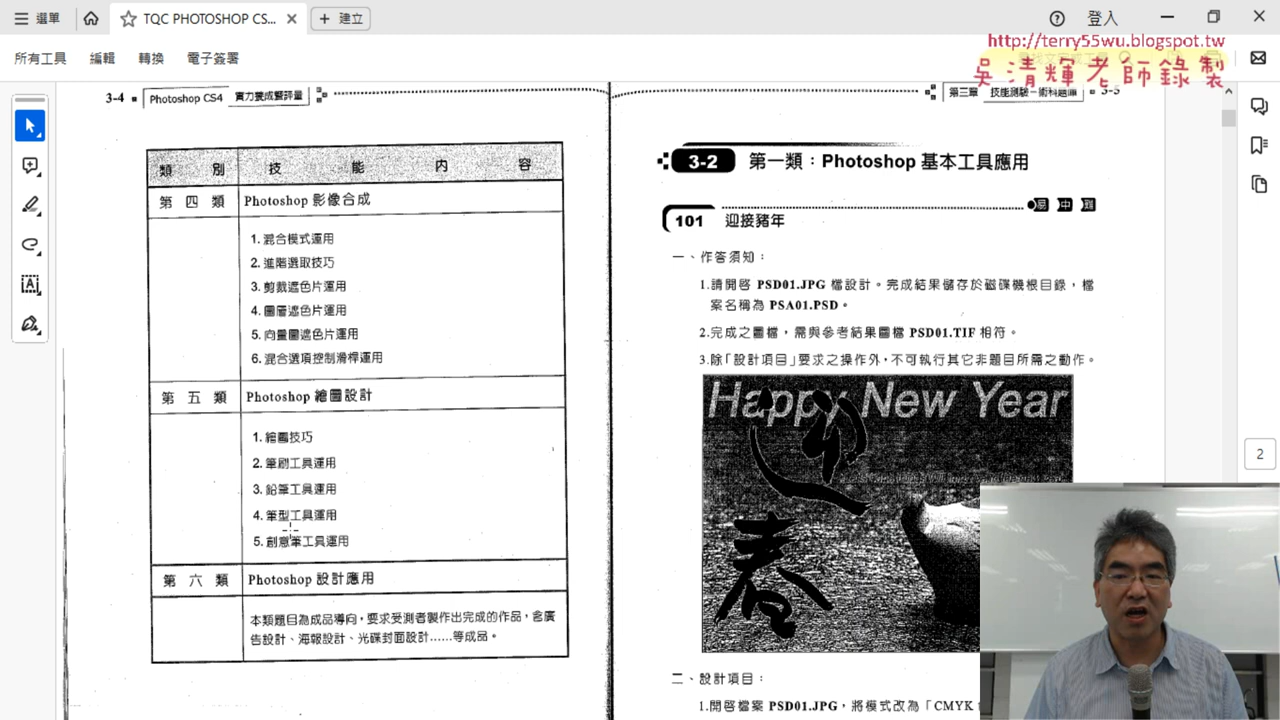 選單
TQC PHOTOSHOP CS...
建立
登入
所有工具
編輯
轉換
電子簽署
http://terry55wu.blogspot.tw
吳清輝老師錄製
3-4 Photoshop CS4 實力養成暨評量
類別 技能內容
第四類 Photoshop 影像合成
1. 混合模式運用
2. 進階選取技巧
3. 剪裁遮色片運用
4. 圖層遮色片運用
5. 向量圖遮色片運用
6. 混合選項控制滑桿運用
第五類 Photoshop 繪圖設計
1. 繪圖技巧
2. 筆刷工具運用
3. 鉛筆工具運用
4. 筆型工具運用
5. 創意筆工具運用
第六類 Photoshop 設計應用
本類題目為成品導向，要求受測者製作出完成的作品，含廣
告設計、海報設計、光碟封面設計……等成品。
第三章 技能測驗－術科題庫 3-5
3-2 第一類：Photoshop 基本工具應用
易 中 難
101 迎接豬年
一、作答須知：
1.請開啓 PSD01.JPG 檔設計。完成結果儲存於磁碟機根目錄，檔
案名稱為 PSA01.PSD。
2.完成之圖檔，需與參考結果圖檔 PSD01.TIF 相符。
3.除「設計項目」要求之操作外，不可執行其它非題目所需之動作。
Happy New Year
迎
春
二、設計項目：
1.開啓檔案 PSD01.JPG，將模式改為「CMYK
2